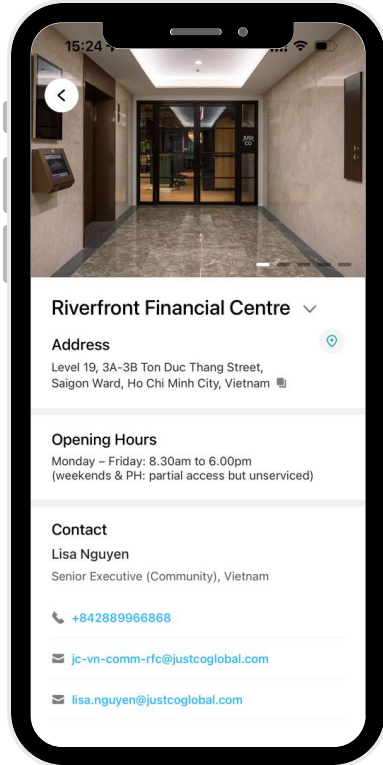 15:24
JUST
CO
Riverfront Financial Centre
Address
Level 19, 3A-3B Ton Duc Thang Street,
Saigon Ward, Ho Chi Minh City, Vietnam
Opening Hours
Monday – Friday: 8.30am to 6.00pm
(weekends & PH: partial access but unserviced)
Contact
Lisa Nguyen
Senior Executive (Community), Vietnam
+842889966868
jc-vn-comm-rfc@justcoglobal.com
lisa.nguyen@justcoglobal.com